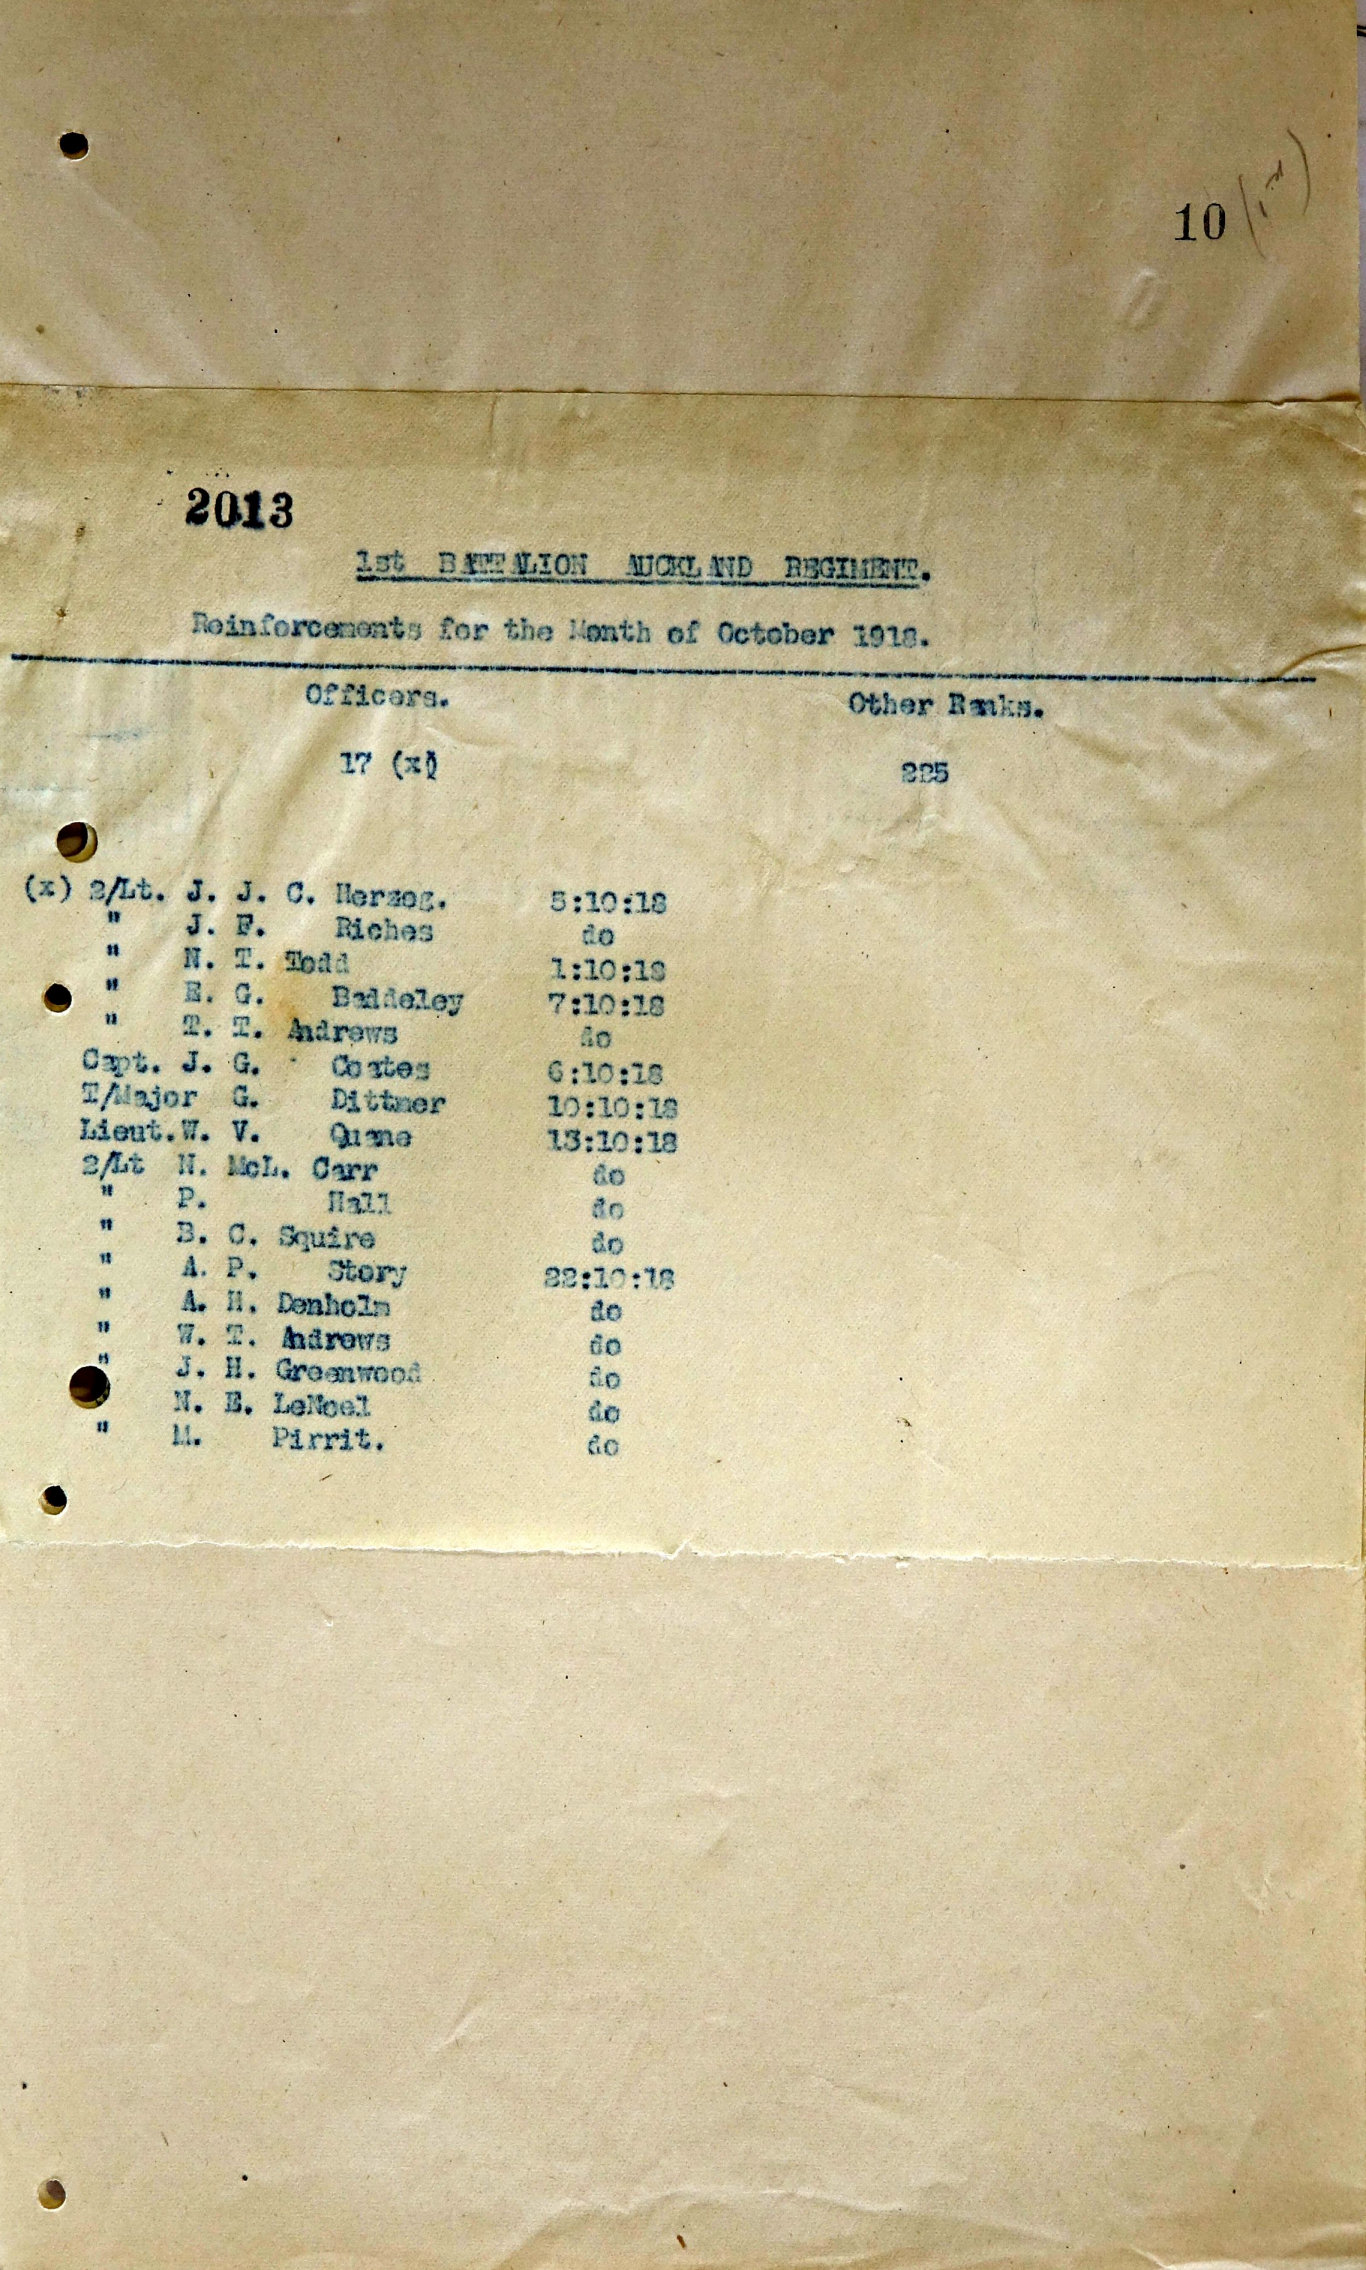 10
2013
1st BATTALION AUCKLAND REGIMENT.
Reinforcements for the Month of October 1918.
Officers. Other Ranks.
17 (x) 225
(x) 2/Lt. J. J. C. Herzog. 5:10:18
" J. F. Riches do
" N. T. Todd 1:10:18
" E. G. Baddeley 7:10:18
" T. T. Andrews do
Capt. J. G. Coates 6:10:18
T/Major G. Dittmer 10:10:18
Lieut. W. V. Quane 13:10:18
2/Lt N. McL. Carr do
" P. Hall do
" B. C. Squire do
" A. P. Story 22:10:18
" A. H. Denholm do
" W. T. Andrews do
" J. H. Greenwood do
N. E. LeNoel do
" M. Pirrit. do